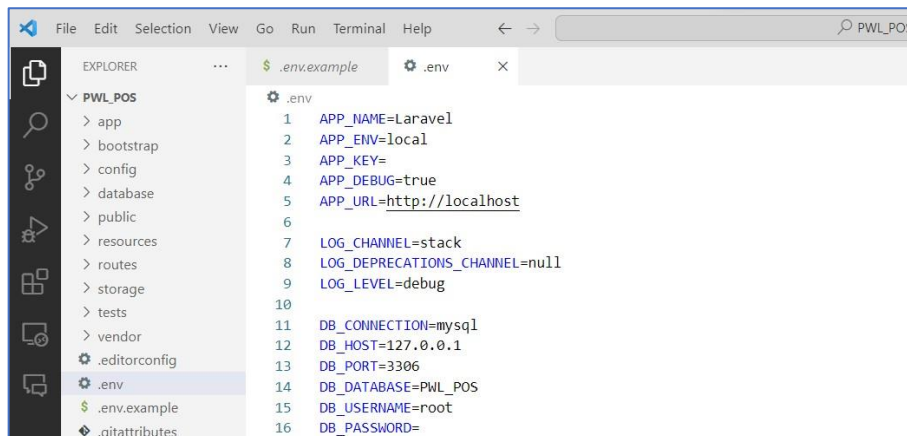 File Edit Selection View Go Run Terminal Help PWL_POS
EXPLORER ...
PWL_POS
app
bootstrap
config
database
public
resources
routes
storage
tests
vendor
.editorconfig
.env
.env.example
.gitattributes
$ .env.example .env ×
.env
1 APP_NAME=Laravel
2 APP_ENV=local
3 APP_KEY=
4 APP_DEBUG=true
5 APP_URL=http://localhost
6
7 LOG_CHANNEL=stack
8 LOG_DEPRECATIONS_CHANNEL=null
9 LOG_LEVEL=debug
10
11 DB_CONNECTION=mysql
12 DB_HOST=127.0.0.1
13 DB_PORT=3306
14 DB_DATABASE=PWL_POS
15 DB_USERNAME=root
16 DB_PASSWORD=